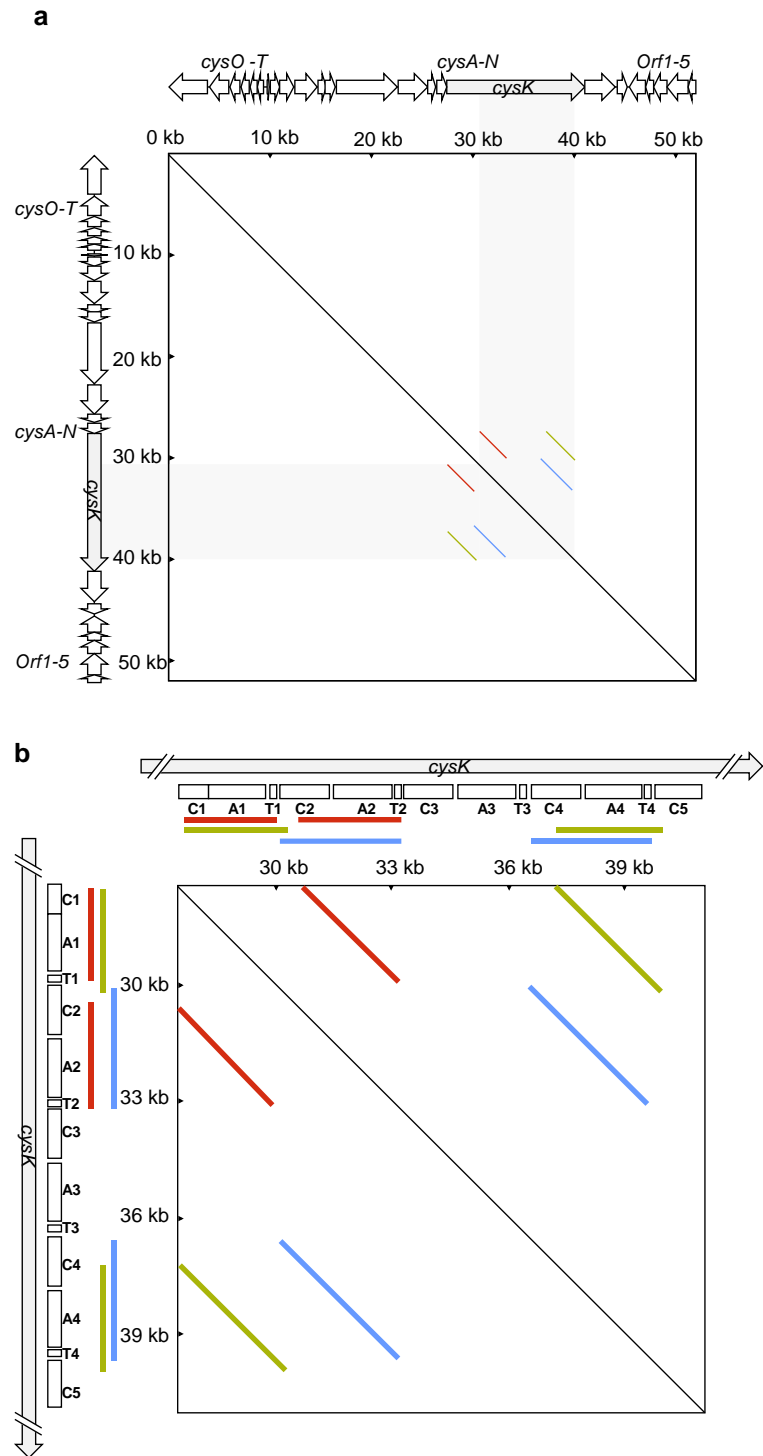 a
cysO -T cysA-N Orf1-5
cysK
0 kb 10 kb 20 kb 30 kb 40 kb 50 kb
cysO-T
10 kb
20 kb
cysA-N
30 kb
cysK
40 kb
Orf1-5
50 kb
b
cysK
C1 A1 T1 C2 A2 T2 C3 A3 T3 C4 A4 T4 C5
30 kb 33 kb 36 kb 39 kb
C1
A1
T1
30 kb
C2
A2
T2
33 kb
C3
cysK
A3
36 kb
T3
C4
A4
39 kb
T4
C5